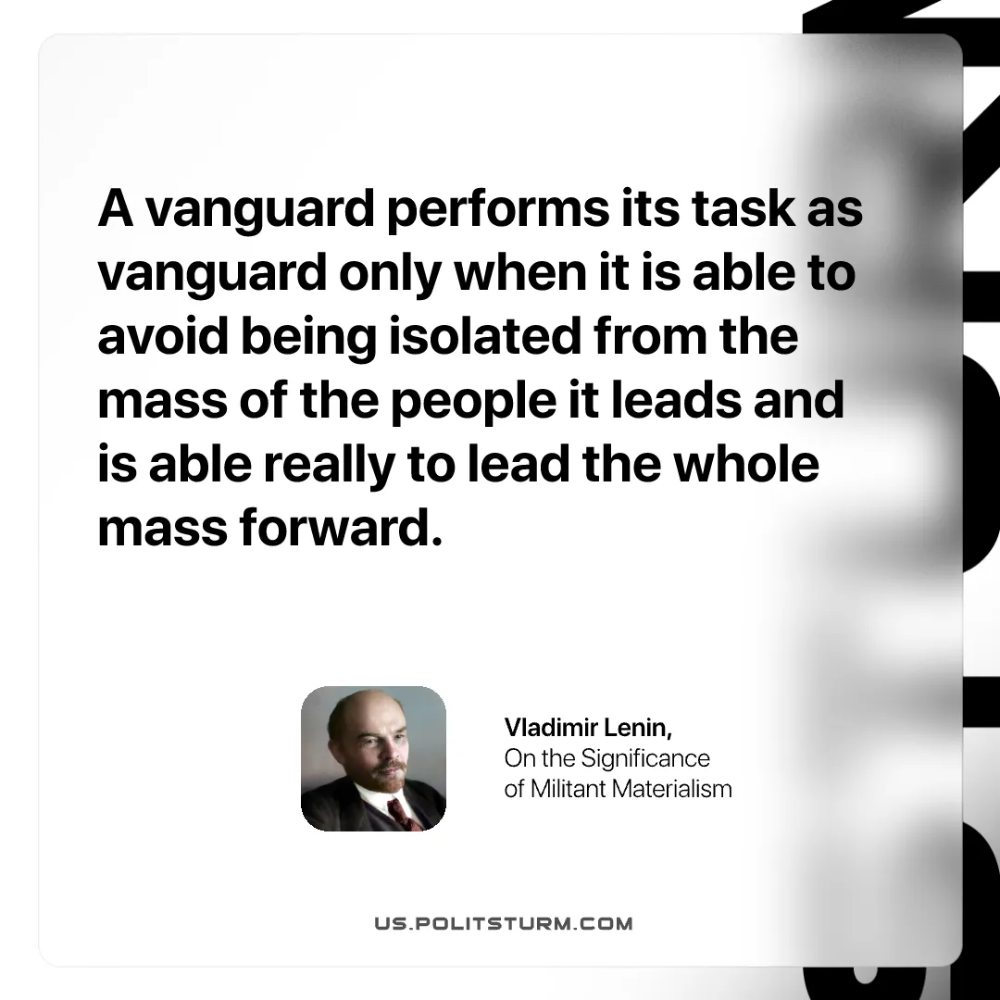 A vanguard performs its task as
vanguard only when it is able to
avoid being isolated from the
mass of the people it leads and
is able really to lead the whole
mass forward.
Vladimir Lenin,
On the Significance
of Militant Materialism
US.POLITSTURM.COM